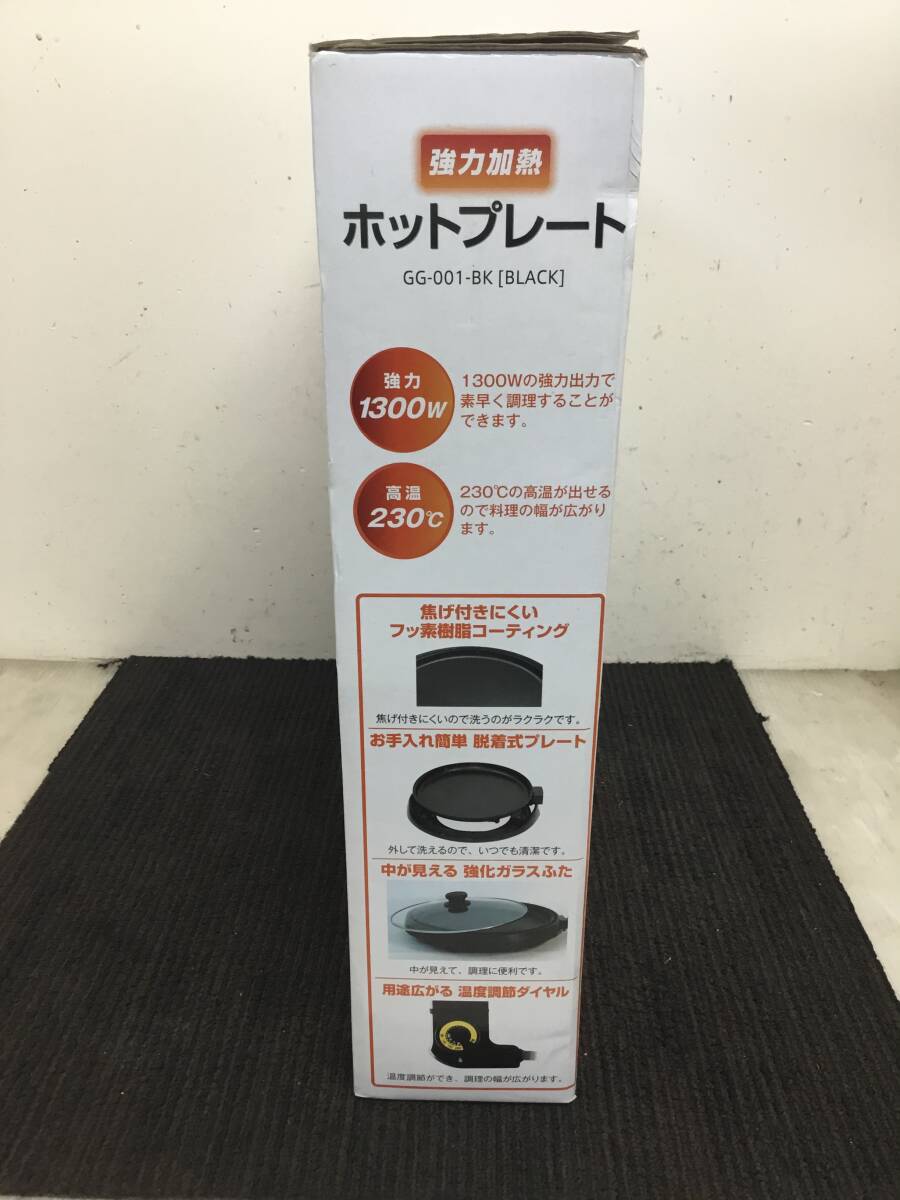 強力加熱
ホットプレート
GG-001-BK [BLACK]
強力
1300W
1300Wの強力出力で
素早く調理することが
できます。
高温
230℃
230℃の高温が出せる
ので料理の幅が広がり
ます。
焦げ付きにくい
フッ素樹脂コーティング
焦げ付きにくいので洗うのがラクラクです。
お手入れ簡単 脱着式プレート
外して洗えるので、いつでも清潔です。
中が見える 強化ガラスふた
中が見えて、調理に便利です。
用途広がる 温度調節ダイヤル
温度調節ができ、調理の幅が広がります。